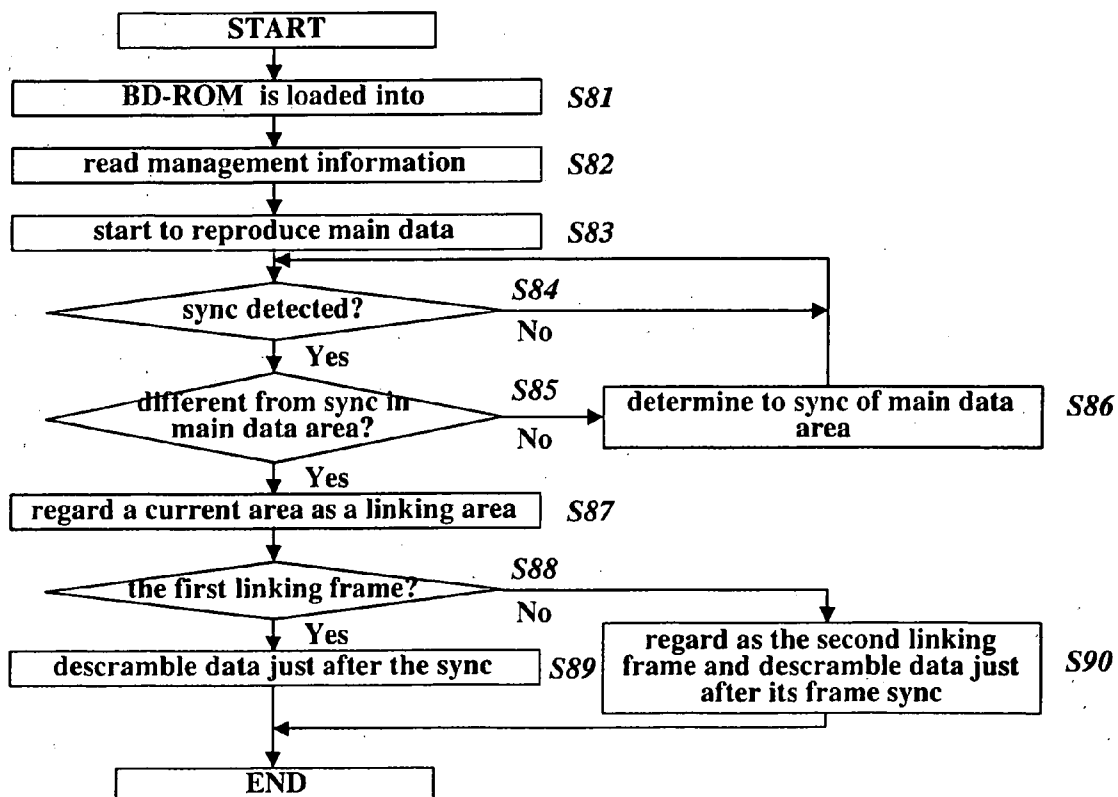 START
BD-ROM is loaded into S81
read management information S82
start to reproduce main data S83
sync detected? S84
No
Yes
different from sync in
main data area?
S85
No
determine to sync of main data
area
S86
Yes
regard a current area as a linking area S87
the first linking frame? S88
No
Yes
descramble data just after the sync S89
regard as the second linking
frame and descramble data just
after its frame sync
S90
END